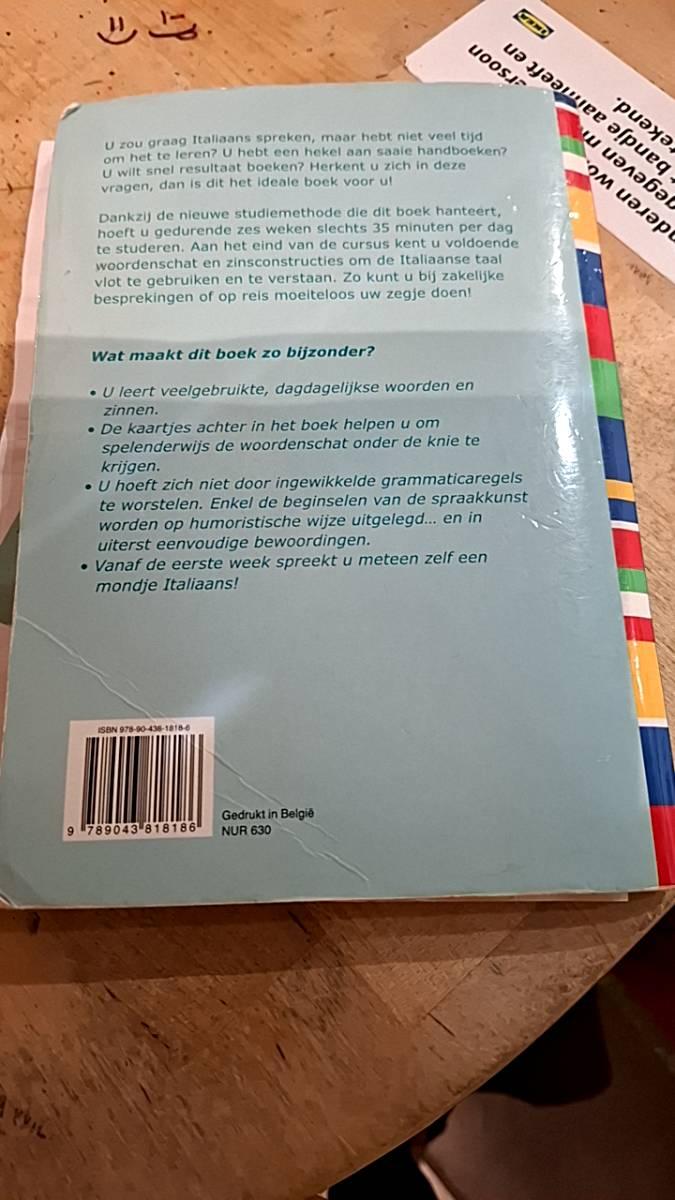 U zou graag Italiaans spreken, maar hebt niet veel tijd
om het te leren? U hebt een hekel aan saaie handboeken?
U wilt snel resultaat boeken? Herkent u zich in deze
vragen, dan is dit het ideale boek voor u!
Dankzij de nieuwe studiemethode die dit boek hanteert,
hoeft u gedurende zes weken slechts 35 minuten per dag
te studeren. Aan het eind van de cursus kent u voldoende
woordenschat en zinsconstructies om de Italiaanse taal
vlot te gebruiken en te verstaan. Zo kunt u bij zakelijke
besprekingen of op reis moeiteloos uw zegje doen!
Wat maakt dit boek zo bijzonder?
• U leert veelgebruikte, dagdagelijkse woorden en
zinnen.
• De kaartjes achter in het boek helpen u om
spelenderwijs de woordenschat onder de knie te
krijgen.
• U hoeft zich niet door ingewikkelde grammaticaregels
te worstelen. Enkel de beginselen van de spraakkunst
worden op humoristische wijze uitgelegd... en in
uiterst eenvoudige bewoordingen.
• Vanaf de eerste week spreekt u meteen zelf een
mondje Italiaans!
ISBN 978-90-438-1818-6
9 789043 818186
Gedrukt in België
NUR 630
IKEA
ersoon
bandje aanheeft en
tekend.